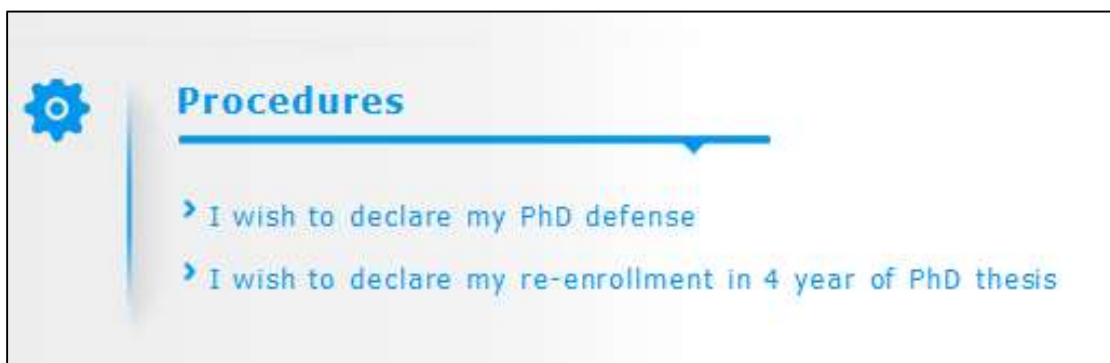 Procedures
I wish to declare my PhD defense
I wish to declare my re-enrollment in 4 year of PhD thesis